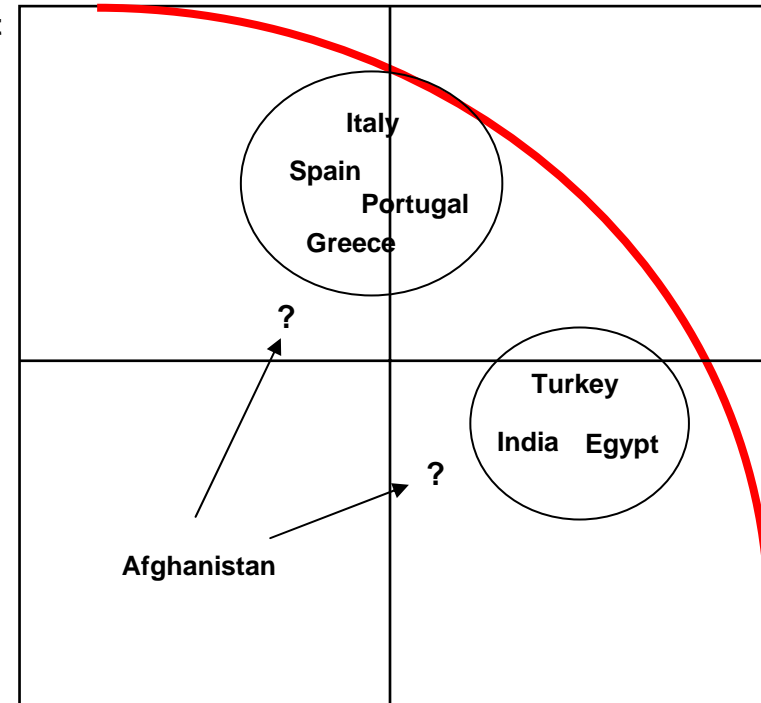 Italy
Spain
Portugal
Greece
?
Turkey
India Egypt
?
Afghanistan